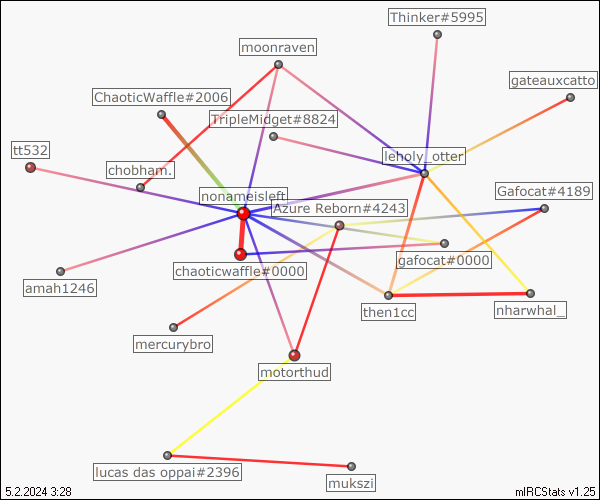 Thinker#5995
moonraven
gateauxcatto
ChaoticWaffle#2006
TripleMidget#8824
tt532
leholy_otter
chobham.
Gafocat#4189
nonameisleft
Azure Reborn#4243
gafocat#0000
chaoticwaffle#0000
amah1246
then1cc
nharwhal_
mercurybro
motorthud
lucas das oppai#2396
mukszi
5.2.2024 3:28
mIRCStats v1.25